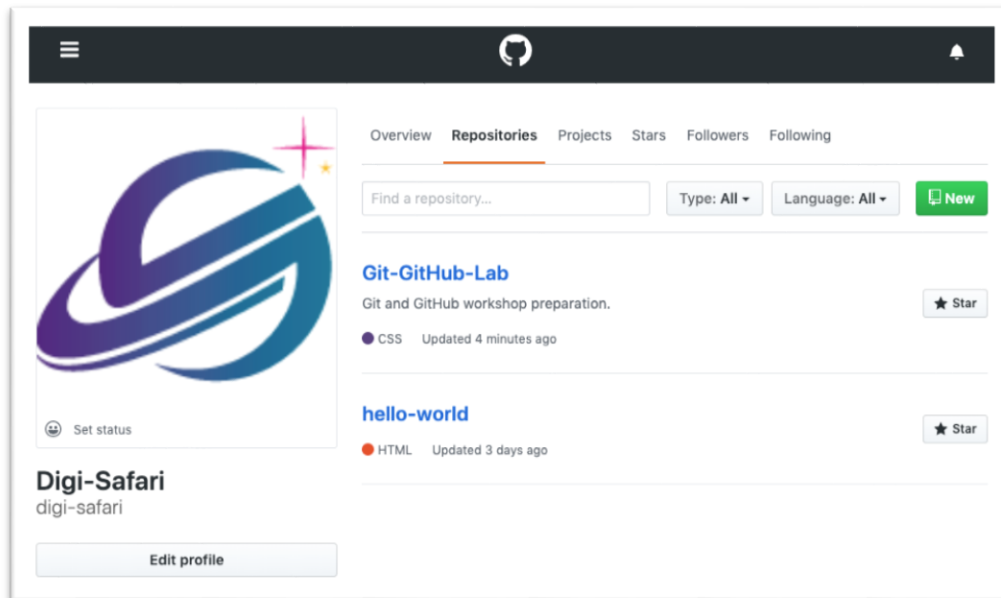 Overview Repositories Projects Stars Followers Following
Find a repository...
Type: All
Language: All
New
Git-GitHub-Lab
Git and GitHub workshop preparation.
Star
CSS Updated 4 minutes ago
hello-world
Star
HTML Updated 3 days ago
Set status
Digi-Safari
digi-safari
Edit profile